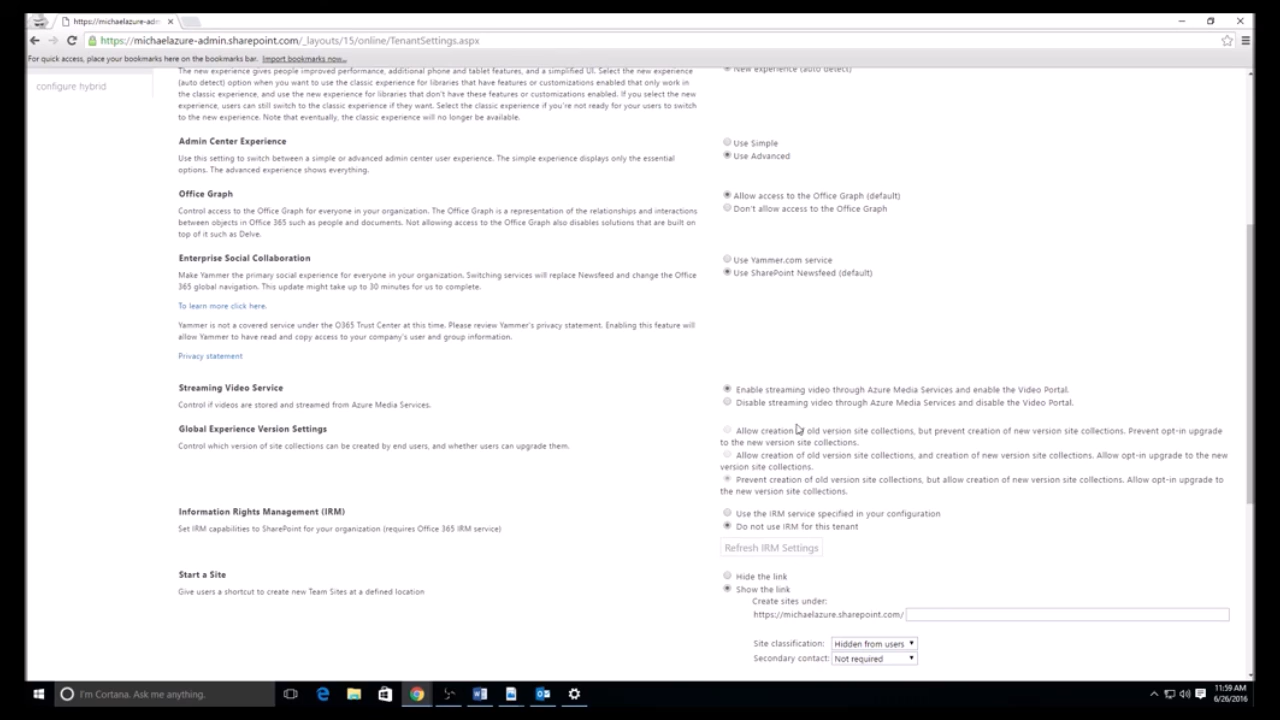 https://michaelazure-adm
https://michaelazure-admin.sharepoint.com/_layouts/15/online/TenantSettings.aspx
For quick access, place your bookmarks here on the bookmarks bar. Import bookmarks now...
configure hybrid
The new experience gives people improved performance, additional phone and tablet features, and a simplified UI. Select the new experience
(auto detect) option when you want to use the classic experience for libraries that have features or customizations enabled that only work in
the classic experience, and use the new experience for libraries that don't have these features or customizations enabled. If you select the new
experience, users can still switch to the classic experience if they want. Select the classic experience if you're not ready for your users to switch
to the new experience. Note that eventually, the classic experience will no longer be available.
New experience (auto detect)
Admin Center Experience
Use this setting to switch between a simple or advanced admin center user experience. The simple experience displays only the essential
options. The advanced experience shows everything.
Use Simple
Use Advanced
Office Graph
Control access to the Office Graph for everyone in your organization. The Office Graph is a representation of the relationships and interactions
between objects in Office 365 such as people and documents. Not allowing access to the Office Graph also disables solutions that are built on
top of it such as Delve.
Allow access to the Office Graph (default)
Don't allow access to the Office Graph
Enterprise Social Collaboration
Make Yammer the primary social experience for everyone in your organization. Switching services will replace Newsfeed and change the Office
365 global navigation. This update might take up to 30 minutes for us to complete.
To learn more click here.
Yammer is not a covered service under the O365 Trust Center at this time. Please review Yammer's privacy statement. Enabling this feature will
allow Yammer to have read and copy access to your company's user and group information.
Privacy statement
Use Yammer.com service
Use SharePoint Newsfeed (default)
Streaming Video Service
Control if videos are stored and streamed from Azure Media Services.
Enable streaming video through Azure Media Services and enable the Video Portal.
Disable streaming video through Azure Media Services and disable the Video Portal.
Global Experience Version Settings
Control which version of site collections can be created by end users, and whether users can upgrade them.
Allow creation of old version site collections, but prevent creation of new version site collections. Prevent opt-in upgrade
to the new version site collections.
Allow creation of old version site collections, and creation of new version site collections. Allow opt-in upgrade to the new
version site collections.
Prevent creation of old version site collections, but allow creation of new version site collections. Allow opt-in upgrade to
the new version site collections.
Information Rights Management (IRM)
Set IRM capabilities to SharePoint for your organization (requires Office 365 IRM service)
Use the IRM service specified in your configuration
Do not use IRM for this tenant
Refresh IRM Settings
Start a Site
Give users a shortcut to create new Team Sites at a defined location
Hide the link
Show the link
Create sites under:
https://michaelazure.sharepoint.com/
Site classification: Hidden from users
Secondary contact: Not required
I'm Cortana. Ask me anything.
11:59 AM
6/26/2016